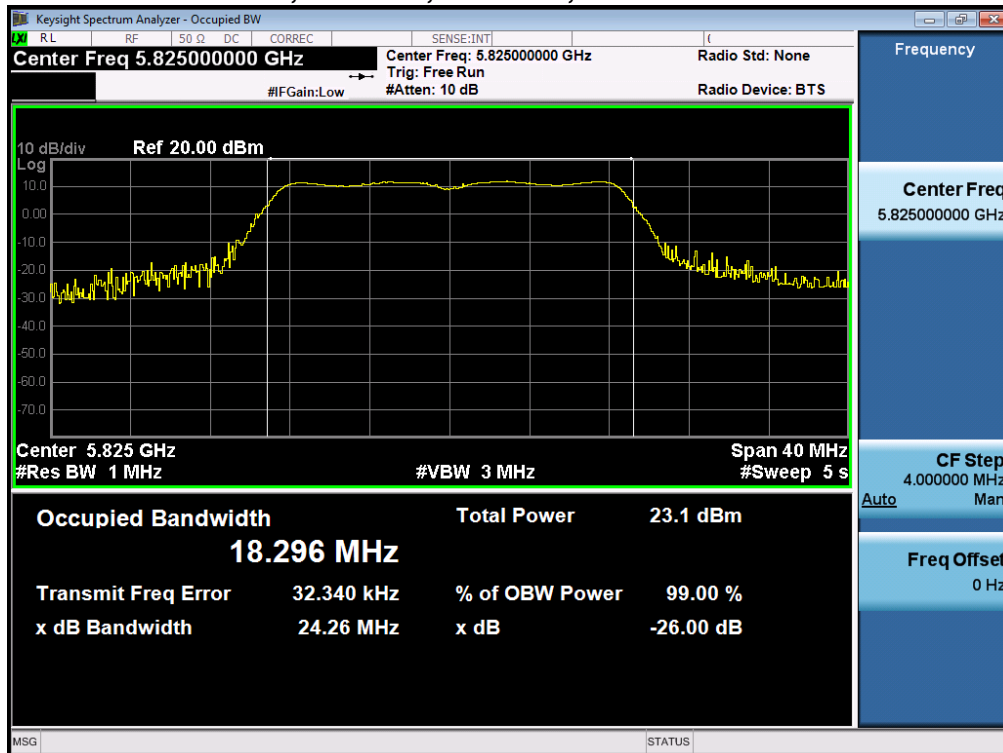 Keysight Spectrum Analyzer - Occupied BW
LXI RL RF 50 Ω DC CORREC SENSE:INT
Center Freq 5.825000000 GHz
#IFGain:Low
Center Freq: 5.825000000 GHz
Trig: Free Run
#Atten: 10 dB
Radio Std: None
Radio Device: BTS
10 dB/div Ref 20.00 dBm
Log
10.0
0.00
-10.0
-20.0
-30.0
-40.0
-50.0
-60.0
-70.0
Center 5.825 GHz Span 40 MHz
#Res BW 1 MHz #VBW 3 MHz #Sweep 5 s
Occupied Bandwidth Total Power 23.1 dBm
18.296 MHz
Transmit Freq Error 32.340 kHz % of OBW Power 99.00 %
x dB Bandwidth 24.26 MHz x dB -26.00 dB
Frequency
Center Freq
5.825000000 GHz
CF Step
4.000000 MHz
Auto Man
Freq Offset
0 Hz
MSG STATUS